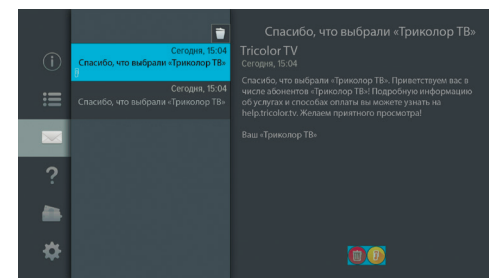 Сегодня, 15:04
Спасибо, что выбрали «Триколор ТВ»
Сегодня, 15:04
Спасибо, что выбрали «Триколор ТВ»
Спасибо, что выбрали «Триколор ТВ»
Tricolor TV
Сегодня, 15:04
Спасибо, что выбрали «Триколор ТВ». Приветствуем вас в
числе абонентов «Триколор ТВ»! Подробную информацию
об услугах и способах оплаты вы можете узнать на
help.tricolor.tv. Желаем приятного просмотра!
Ваш «Триколор ТВ»